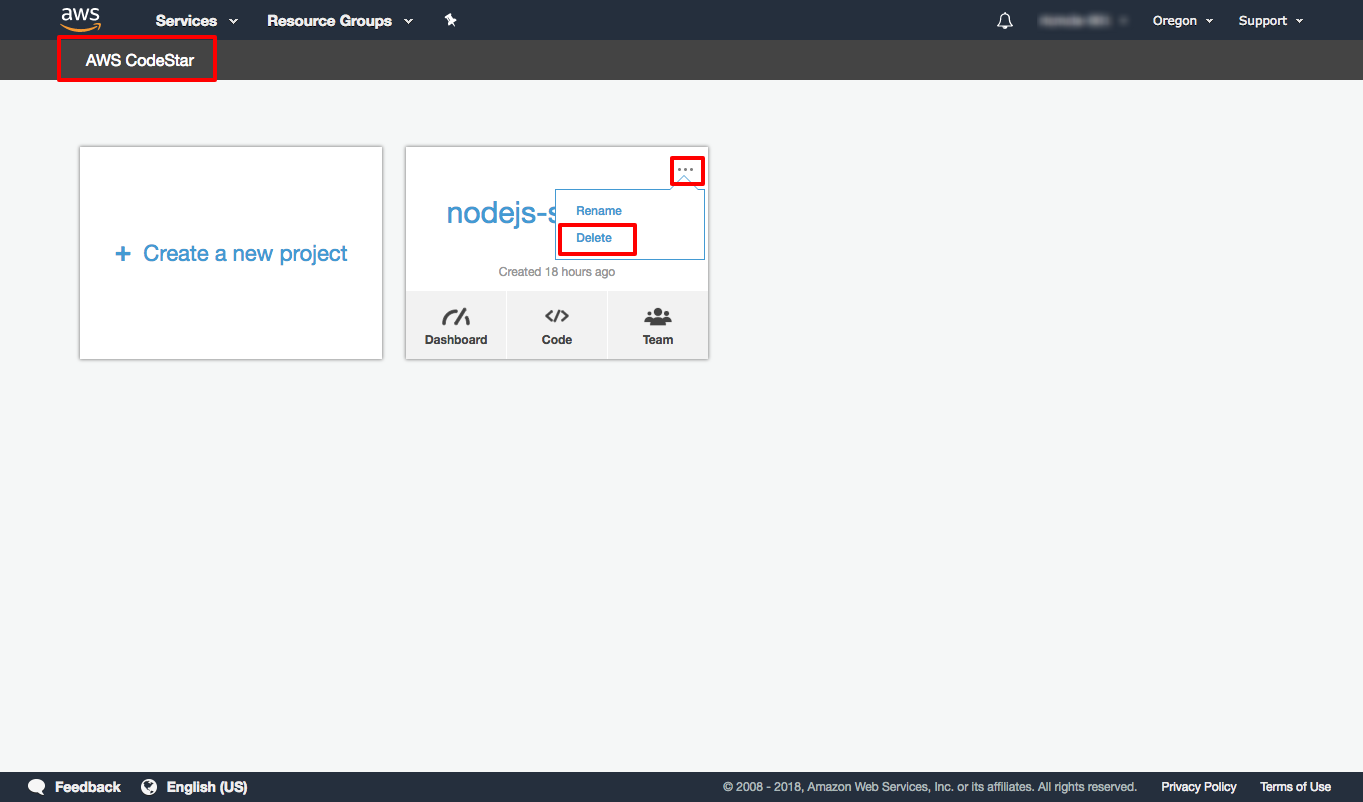 aws Services Resource Groups Oregon Support
AWS CodeStar
Create a new project
nodejs-s
Rename
Delete
Created 18 hours ago
Dashboard Code Team
Feedback English (US) © 2008 - 2018, Amazon Web Services, Inc. or its affiliates. All rights reserved. Privacy Policy Terms of Use